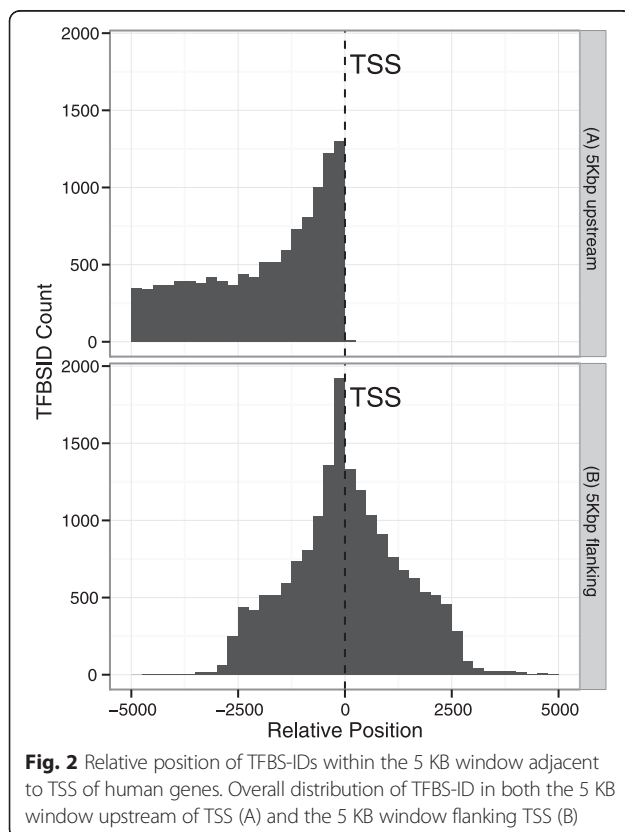 2000
1500
1000
500
0
TSS
(A) 5Kbp upstream
TFBSID Count
2000
1500
1000
500
0
TSS
(B) 5Kbp flanking
−5000 −2500 0 2500 5000
Relative Position
Fig. 2 Relative position of TFBS-IDs within the 5 KB window adjacent
to TSS of human genes. Overall distribution of TFBS-ID in both the 5 KB
window upstream of TSS (A) and the 5 KB window flanking TSS (B)